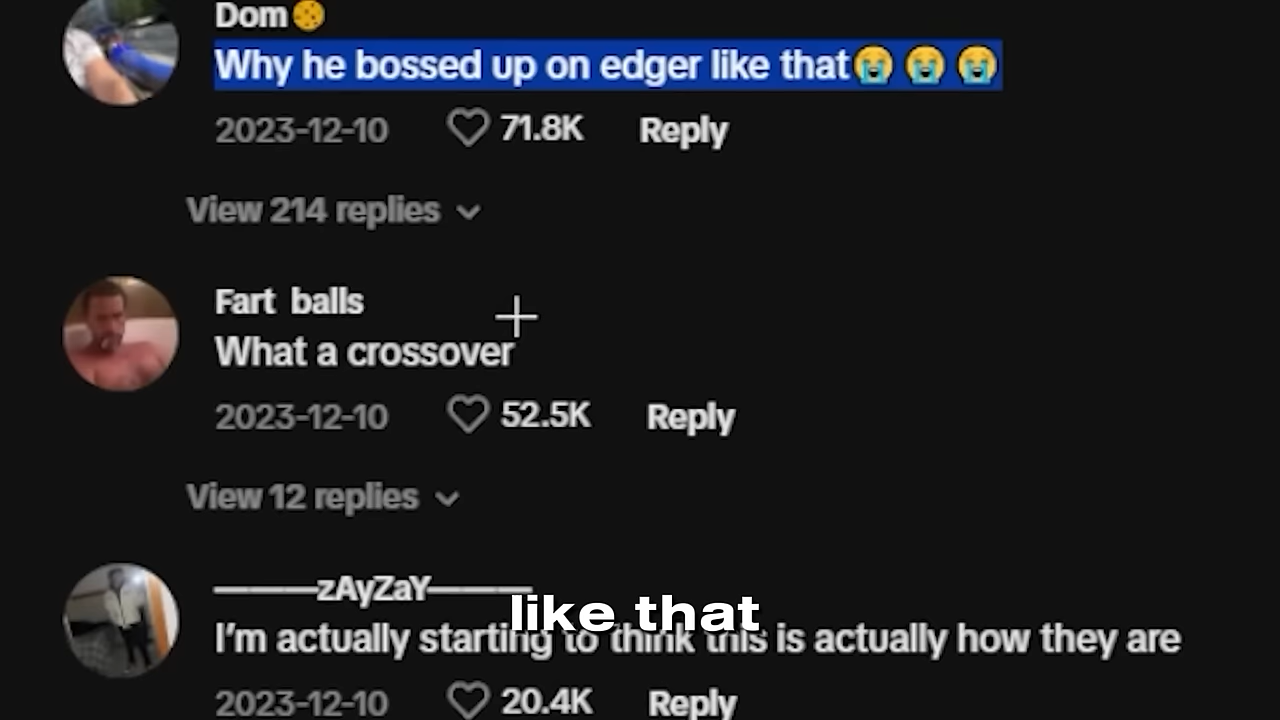 Dom🍪
Why he bossed up on edger like that😭😭😭
2023-12-10 71.8K Reply
View 214 replies
Fart balls
What a crossover
2023-12-10 52.5K Reply
View 12 replies
———zAyZaY———
like that
I'm actually starting to think this is actually how they are
2023-12-10 20.4K Reply